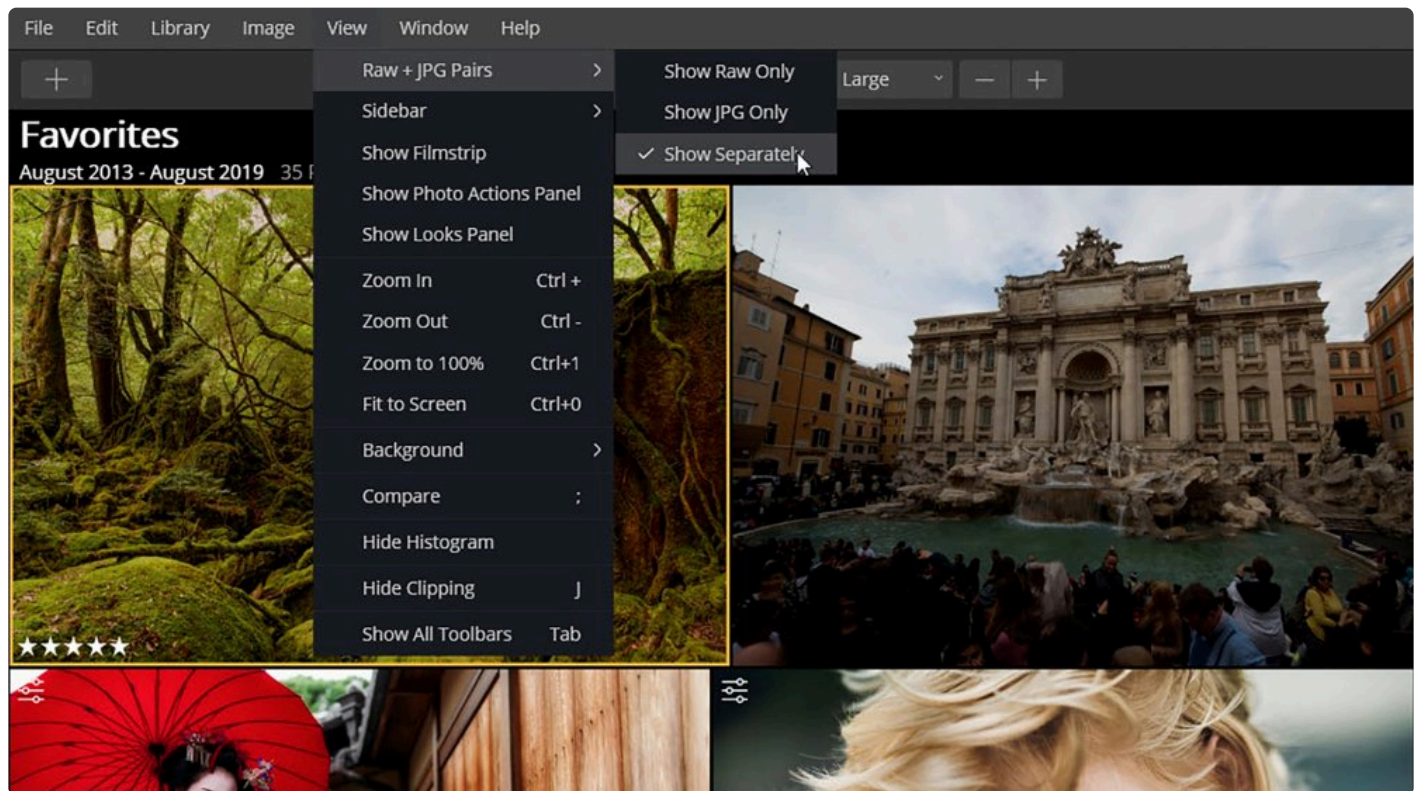 File Edit Library Image View Window Help
Large
Favorites
August 2013 - August 2019 35
Raw + JPG Pairs
Sidebar
Show Filmstrip
Show Photo Actions Panel
Show Looks Panel
Zoom In Ctrl +
Zoom Out Ctrl -
Zoom to 100% Ctrl+1
Fit to Screen Ctrl+0
Background
Compare ;
Hide Histogram
Hide Clipping J
Show All Toolbars Tab
Show Raw Only
Show JPG Only
Show Separately